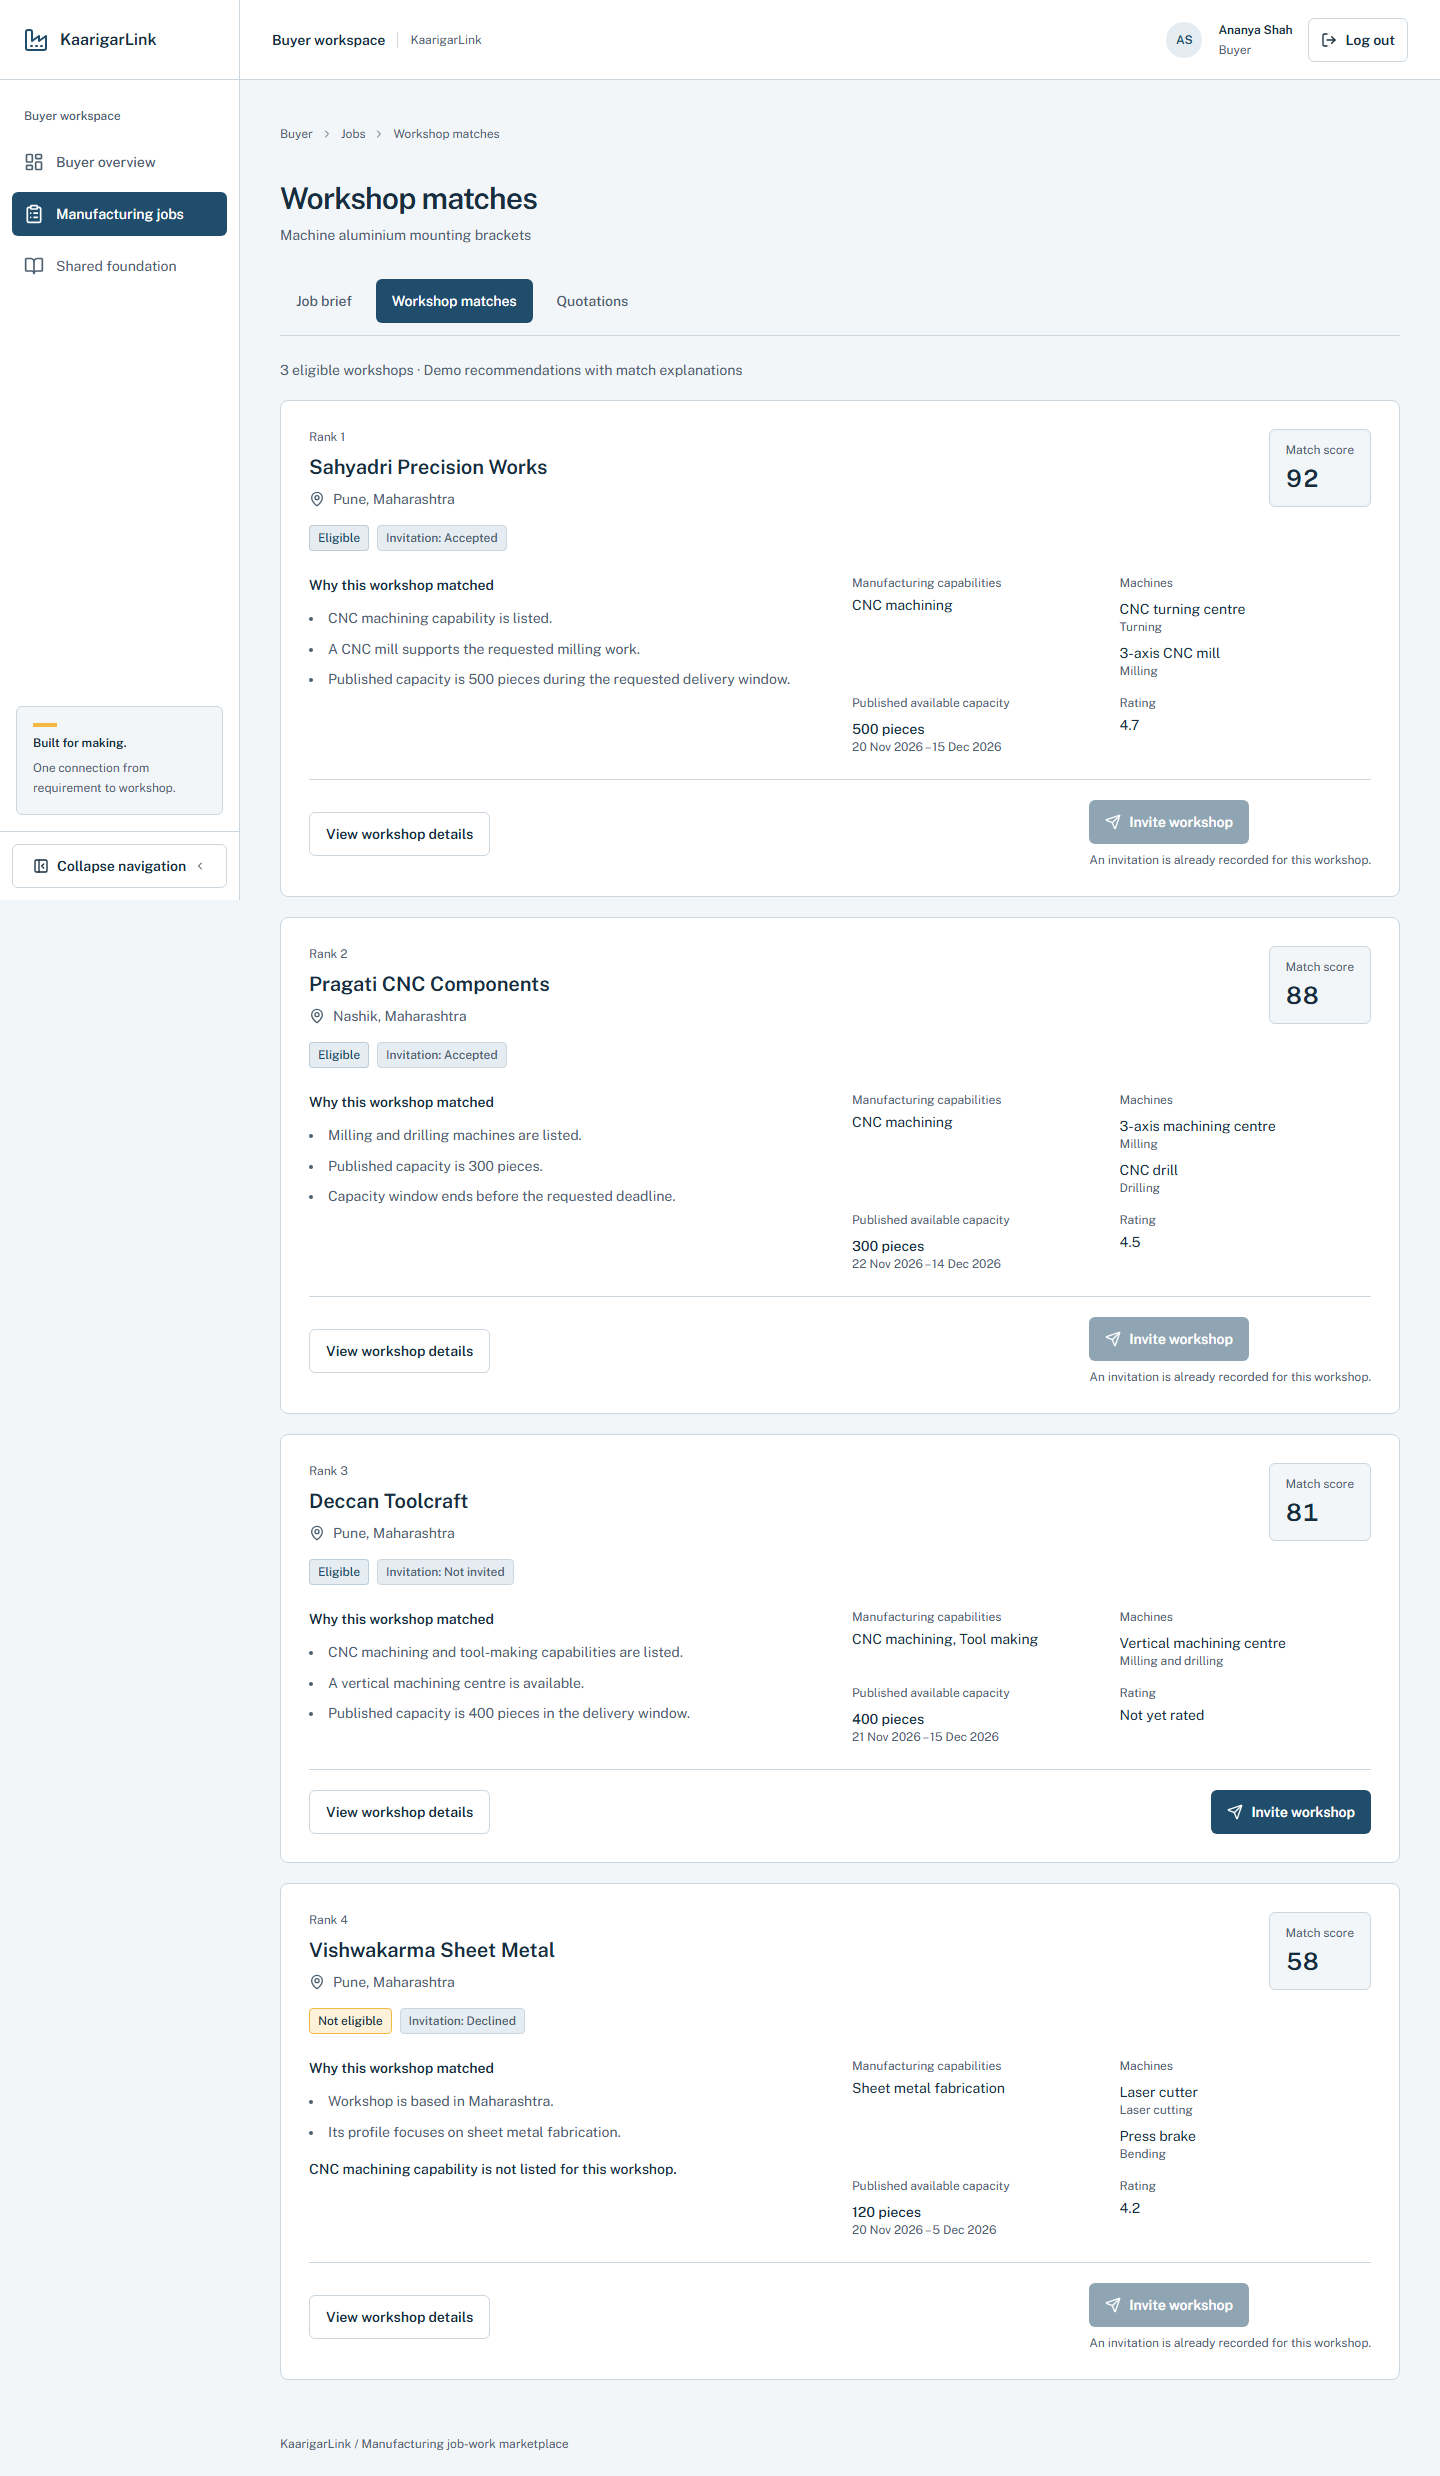 KaarigarLink
Buyer workspace
KaarigarLink
AS
Ananya Shah
Buyer
Log out
Buyer workspace
Buyer overview
Manufacturing jobs
Shared foundation
Built for making.
One connection from
requirement to workshop.
Collapse navigation
Buyer
Jobs
Workshop matches
Workshop matches
Machine aluminium mounting brackets
Job brief
Workshop matches
Quotations
3 eligible workshops · Demo recommendations with match explanations
Rank 1
Sahyadri Precision Works
Pune, Maharashtra
Eligible
Invitation: Accepted
Match score
92
Why this workshop matched
• CNC machining capability is listed.
• A CNC mill supports the requested milling work.
• Published capacity is 500 pieces during the requested delivery window.
Manufacturing capabilities
CNC machining
Machines
CNC turning centre
Turning
3-axis CNC mill
Milling
Published available capacity
500 pieces
20 Nov 2026 – 15 Dec 2026
Rating
4.7
View workshop details
Invite workshop
An invitation is already recorded for this workshop.
Rank 2
Pragati CNC Components
Nashik, Maharashtra
Eligible
Invitation: Accepted
Match score
88
Why this workshop matched
• Milling and drilling machines are listed.
• Published capacity is 300 pieces.
• Capacity window ends before the requested deadline.
Manufacturing capabilities
CNC machining
Machines
3-axis machining centre
Milling
CNC drill
Drilling
Published available capacity
300 pieces
22 Nov 2026 – 14 Dec 2026
Rating
4.5
View workshop details
Invite workshop
An invitation is already recorded for this workshop.
Rank 3
Deccan Toolcraft
Pune, Maharashtra
Eligible
Invitation: Not invited
Match score
81
Why this workshop matched
• CNC machining and tool-making capabilities are listed.
• A vertical machining centre is available.
• Published capacity is 400 pieces in the delivery window.
Manufacturing capabilities
CNC machining, Tool making
Machines
Vertical machining centre
Milling and drilling
Published available capacity
400 pieces
21 Nov 2026 – 15 Dec 2026
Rating
Not yet rated
View workshop details
Invite workshop
Rank 4
Vishwakarma Sheet Metal
Pune, Maharashtra
Not eligible
Invitation: Declined
Match score
58
Why this workshop matched
• Workshop is based in Maharashtra.
• Its profile focuses on sheet metal fabrication.
CNC machining capability is not listed for this workshop.
Manufacturing capabilities
Sheet metal fabrication
Machines
Laser cutter
Laser cutting
Press brake
Bending
Published available capacity
120 pieces
20 Nov 2026 – 5 Dec 2026
Rating
4.2
View workshop details
Invite workshop
An invitation is already recorded for this workshop.
KaarigarLink / Manufacturing job-work marketplace